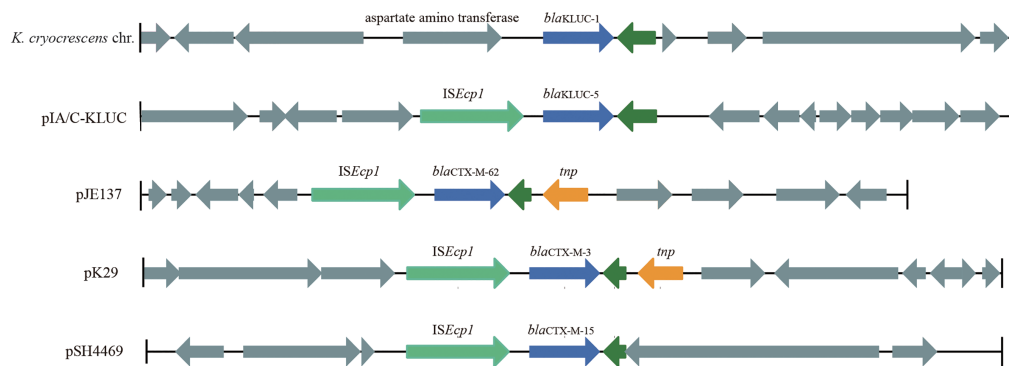 aspartate amino transferase
blaKLUC-1
K. cryocrescens chr.
ISEcp1
blaKLUC-5
pIA/C-KLUC
ISEcp1
blaCTX-M-62
tnp
pJE137
ISEcp1
blaCTX-M-3
tnp
pK29
ISEcp1
blaCTX-M-15
pSH4469